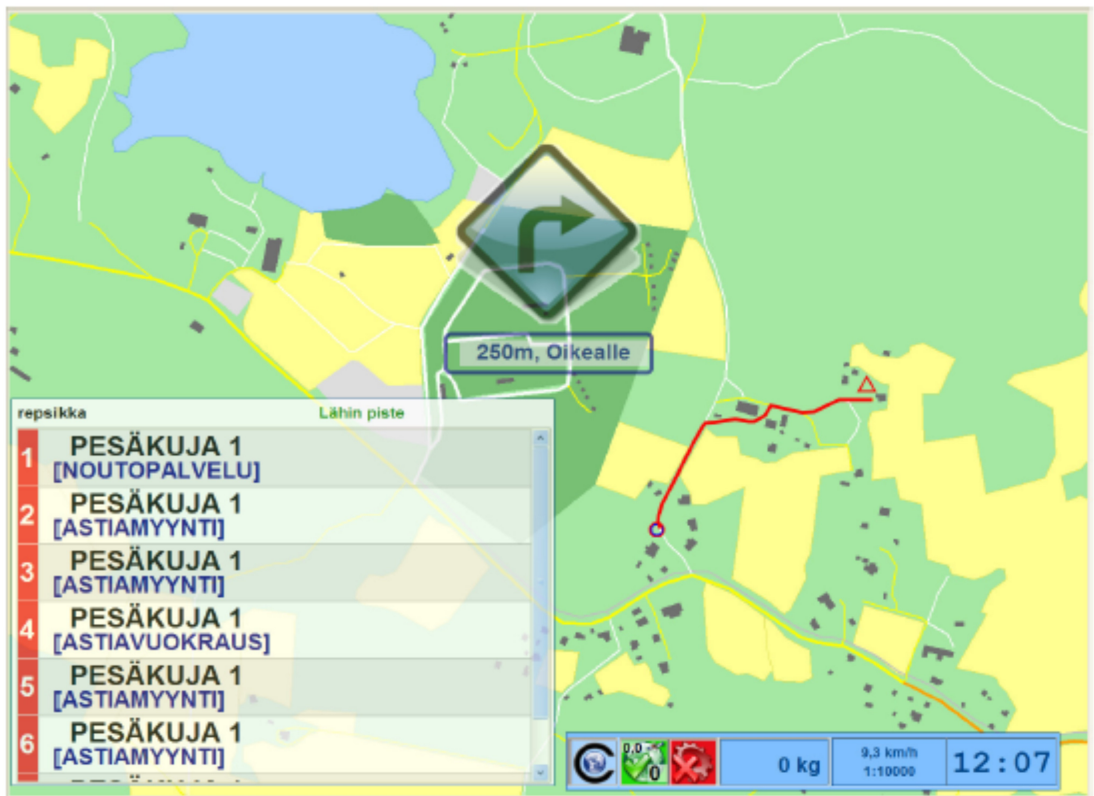 250m, Oikealle
repsikka Lähin piste
1 PESÄKUJA 1
[NOUTOPALVELU]
2 PESÄKUJA 1
[ASTIAMYYNTI]
3 PESÄKUJA 1
[ASTIAMYYNTI]
4 PESÄKUJA 1
[ASTIAVUOKRAUS]
5 PESÄKUJA 1
[ASTIAMYYNTI]
6 PESÄKUJA 1
[ASTIAMYYNTI]
0.0
0
0 kg
9,3 km/h
1:10000
12:07